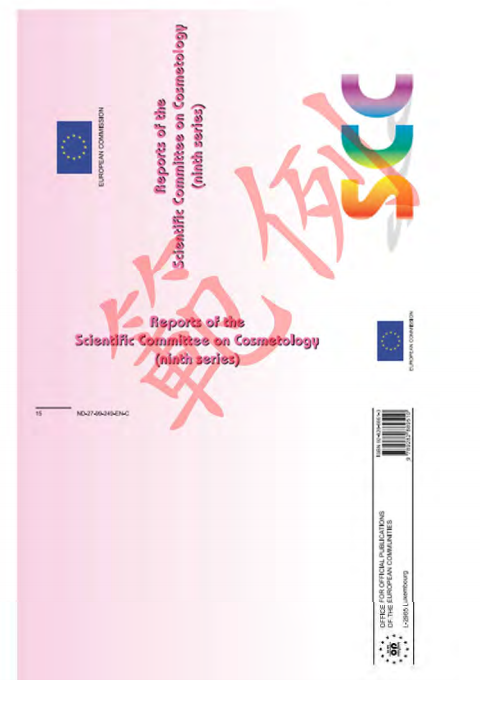 EUROPEAN COMMISSION
Reports of the
Scientific Committee on Cosmetology
(ninth series)
SCC
範例
Reports of the
Scientific Committee on Cosmetology
(ninth series)
EUROPEAN COMMISSION
15
OFFICE FOR OFFICIAL PUBLICATIONS
OF THE EUROPEAN COMMUNITIES
L-2985 Luxembourg